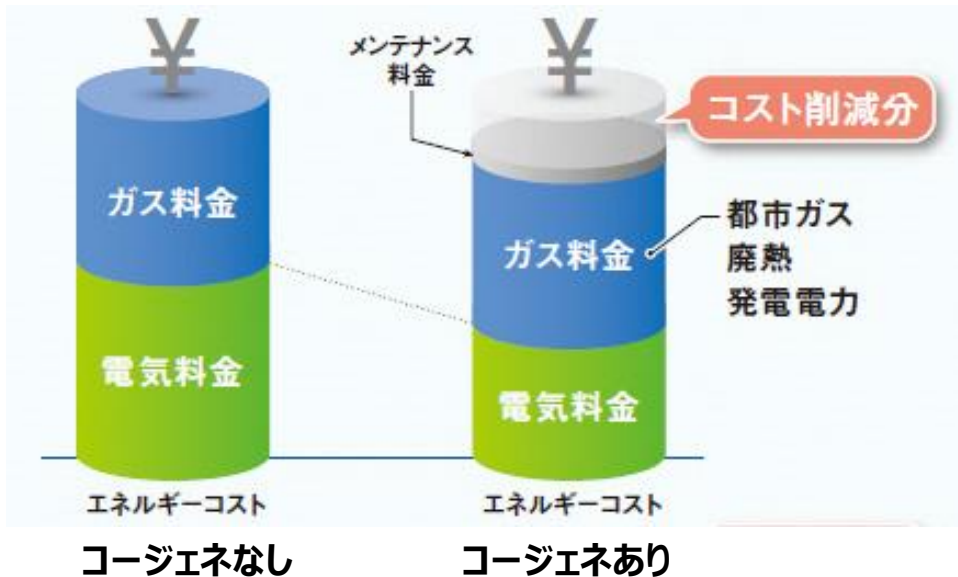 ¥
¥
メンテナンス
料金
コスト削減分
ガス料金
ガス料金
都市ガス
廃熱
発電電力
電気料金
電気料金
エネルギーコスト
エネルギーコスト
コージェネなし
コージェネあり